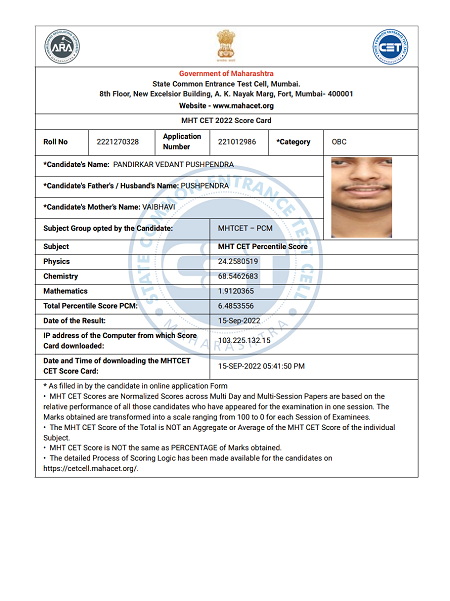 ARA
CET
Government of Maharashtra
State Common Entrance Test Cell, Mumbai.
8th Floor, New Excelsior Building, A. K. Nayak Marg, Fort, Mumbai- 400001
Website - www.mahacet.org
MHT CET 2022 Score Card
Roll No 2221270328 Application Number 221012986 *Category OBC
*Candidate's Name: PANDIRKAR VEDANT PUSHPENDRA
*Candidate's Father's / Husband's Name: PUSHPENDRA
*Candidate's Mother's Name: VAIBHAVI
Subject Group opted by the Candidate: MHTCET – PCM
Subject MHT CET Percentile Score
Physics 24.2580519
Chemistry 68.5462683
Mathematics 1.9120365
Total Percentile Score PCM: 6.4853556
Date of the Result: 15-Sep-2022
IP address of the Computer from which Score Card downloaded: 103.225.132.15
Date and Time of downloading the MHTCET CET Score Card: 15-SEP-2022 05:41:50 PM
* As filled in by the candidate in online application Form
• MHT CET Scores are Normalized Scores across Multi Day and Multi-Session Papers are based on the
relative performance of all those candidates who have appeared for the examination in one session. The
Marks obtained are transformed into a scale ranging from 100 to 0 for each Session of Examinees.
• The MHT CET Score of the Total is NOT an Aggregate or Average of the MHT CET Score of the individual
Subject.
• MHT CET Score is NOT the same as PERCENTAGE of Marks obtained.
• The detailed Process of Scoring Logic has been made available for the candidates on
https://cetcell.mahacet.org/.
STATE COMMON ENTRANCE TEST CELL
MAHARASHTRA
CET